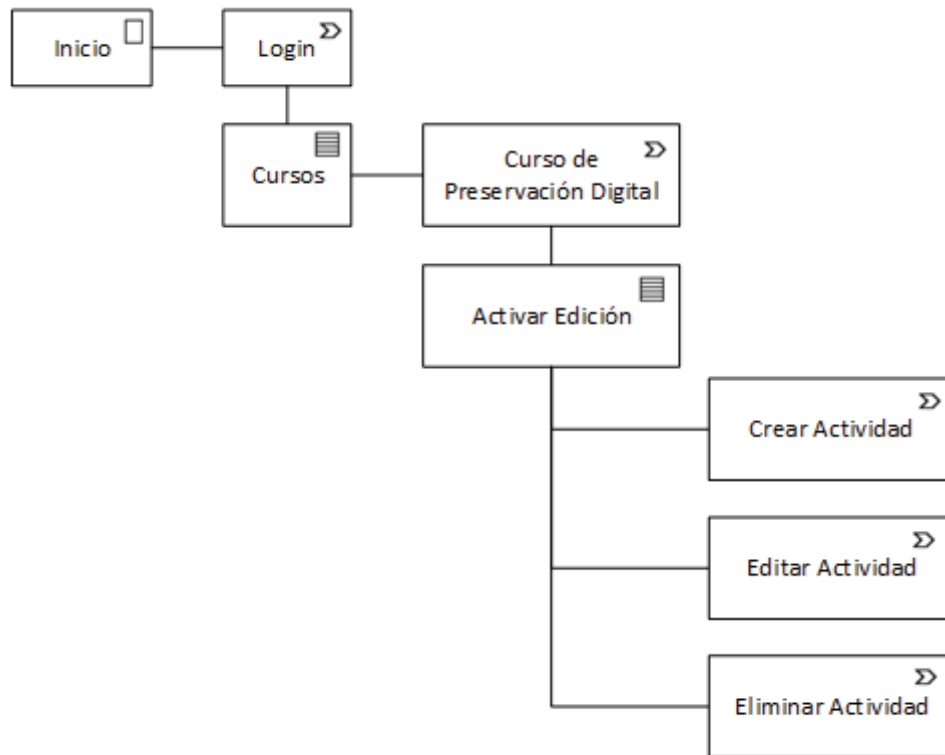 Inicio
Login
Cursos
Curso de
Preservación Digital
Activar Edición
Crear Actividad
Editar Actividad
Eliminar Actividad